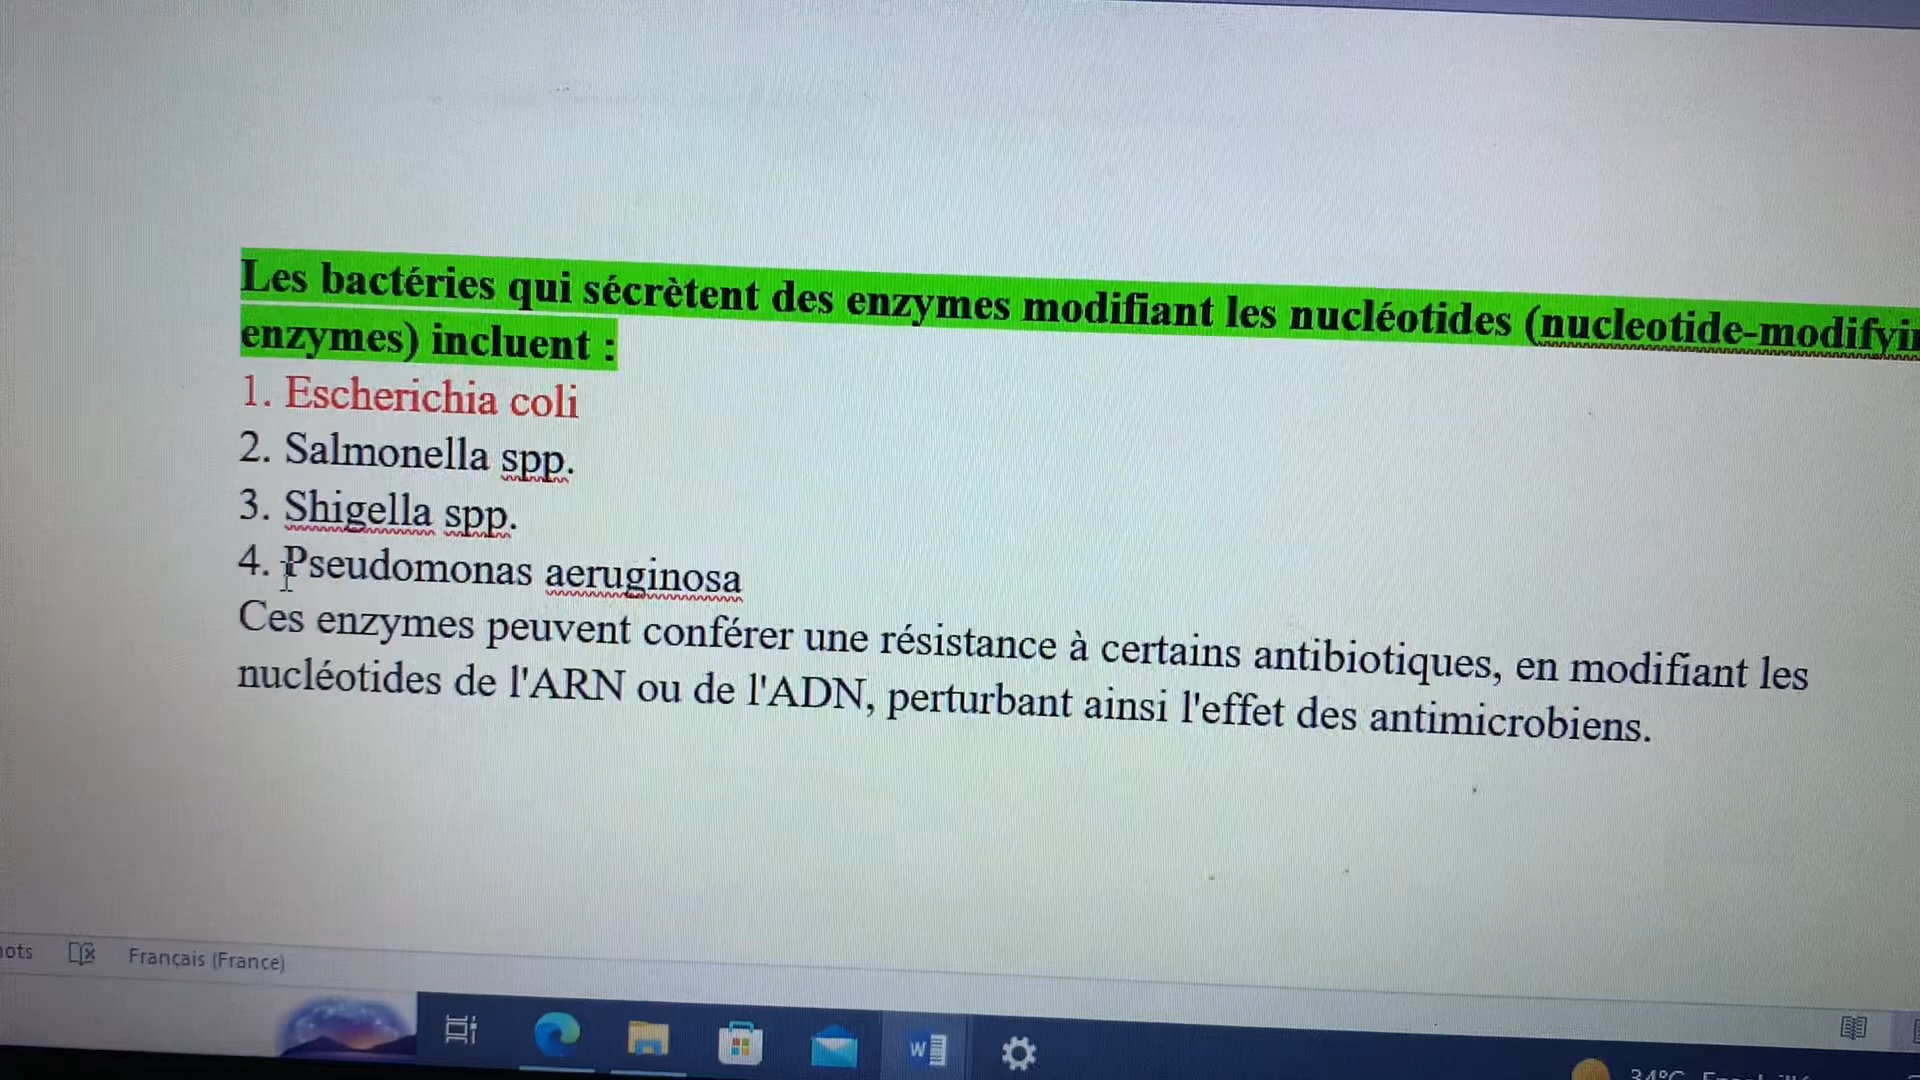 Les bactéries qui sécrètent des enzymes modifiant les nucléotides (nucleotide-modifyin
enzymes) incluent :
1. Escherichia coli
2. Salmonella spp.
3. Shigella spp.
4. Pseudomonas aeruginosa
Ces enzymes peuvent conférer une résistance à certains antibiotiques, en modifiant les
nucléotides de l'ARN ou de l'ADN, perturbant ainsi l'effet des antimicrobiens.
Français (France)